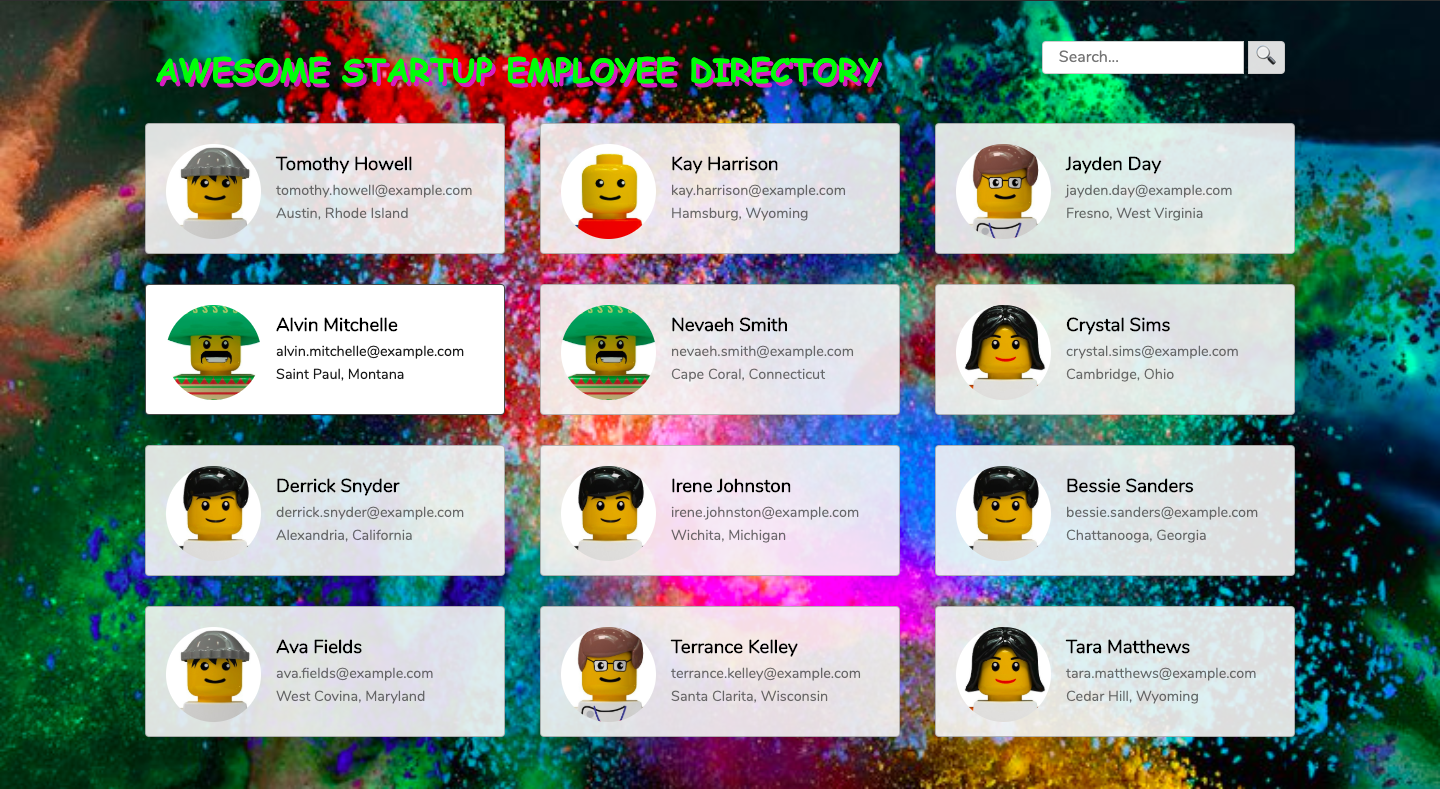 AWESOME STARTUP EMPLOYEE DIRECTORY
Search...
Tomothy Howell
tomothy.howell@example.com
Austin, Rhode Island
Kay Harrison
kay.harrison@example.com
Hamsburg, Wyoming
Jayden Day
jayden.day@example.com
Fresno, West Virginia
Alvin Mitchelle
alvin.mitchelle@example.com
Saint Paul, Montana
Nevaeh Smith
nevaeh.smith@example.com
Cape Coral, Connecticut
Crystal Sims
crystal.sims@example.com
Cambridge, Ohio
Derrick Snyder
derrick.snyder@example.com
Alexandria, California
Irene Johnston
irene.johnston@example.com
Wichita, Michigan
Bessie Sanders
bessie.sanders@example.com
Chattanooga, Georgia
Ava Fields
ava.fields@example.com
West Covina, Maryland
Terrance Kelley
terrance.kelley@example.com
Santa Clarita, Wisconsin
Tara Matthews
tara.matthews@example.com
Cedar Hill, Wyoming